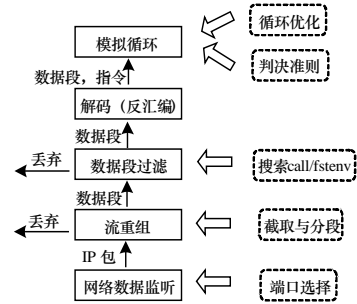 循环优化
模拟循环
判决准则
数据段，指令
解码（反汇编）
数据段
丢弃
数据段过滤
搜索call/fstenv
数据段
丢弃
流重组
截取与分段
IP 包
网络数据监听
端口选择